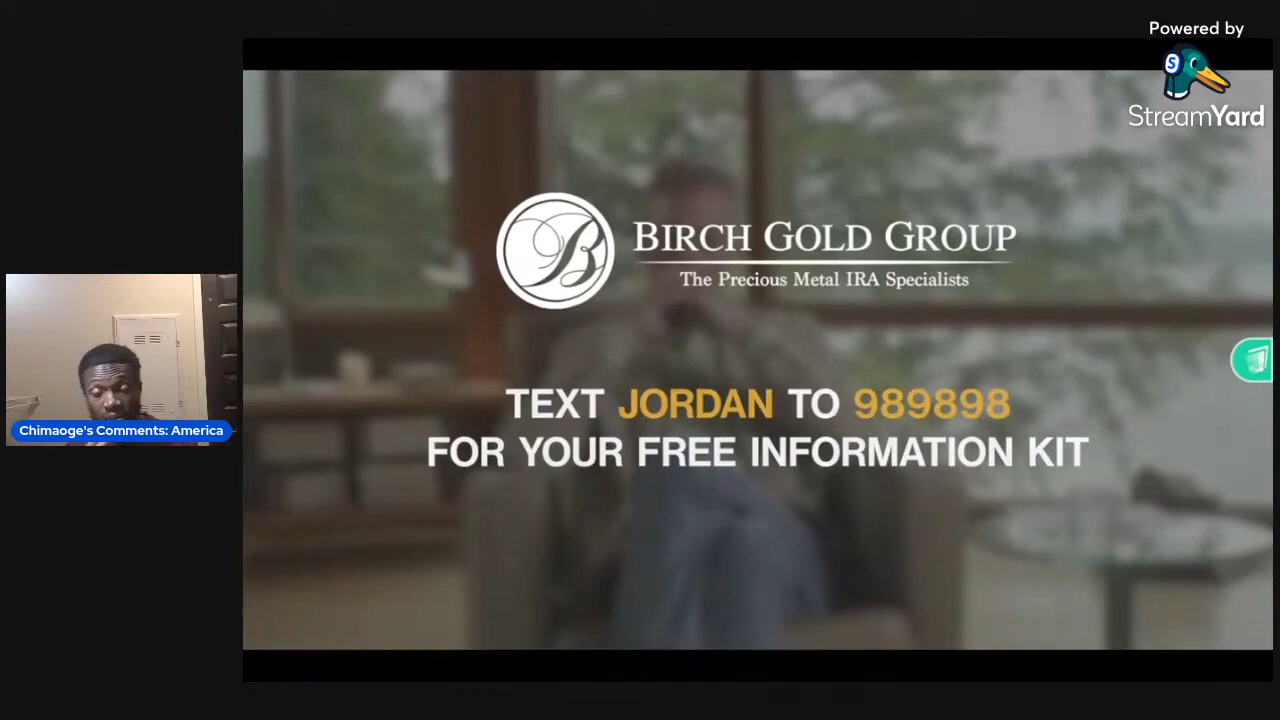 Powered by
S
StreamYard
B
BIRCH GOLD GROUP
The Precious Metal IRA Specialists
TEXT JORDAN TO 989898
FOR YOUR FREE INFORMATION KIT
Chimaoge's Comments: America